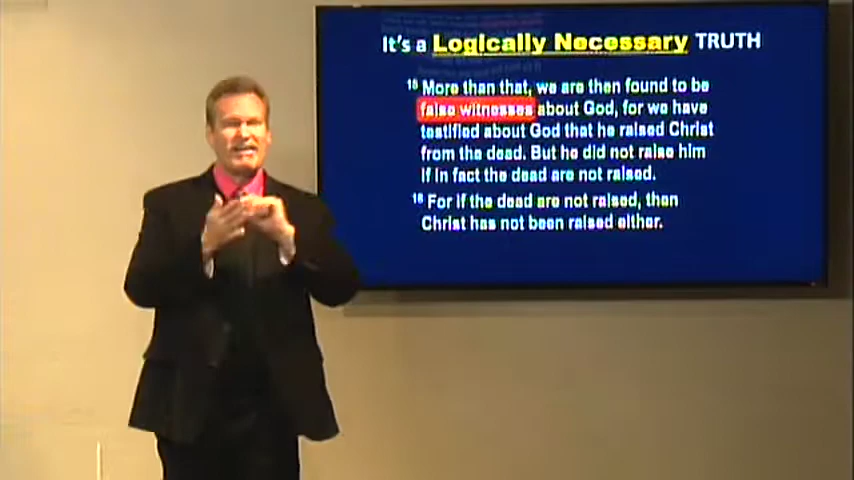 It's a Logically Necessary TRUTH
15 More than that, we are then found to be
false witnesses about God, for we have
testified about God that he raised Christ
from the dead. But he did not raise him
if in fact the dead are not raised.
16 For if the dead are not raised, then
Christ has not been raised either.